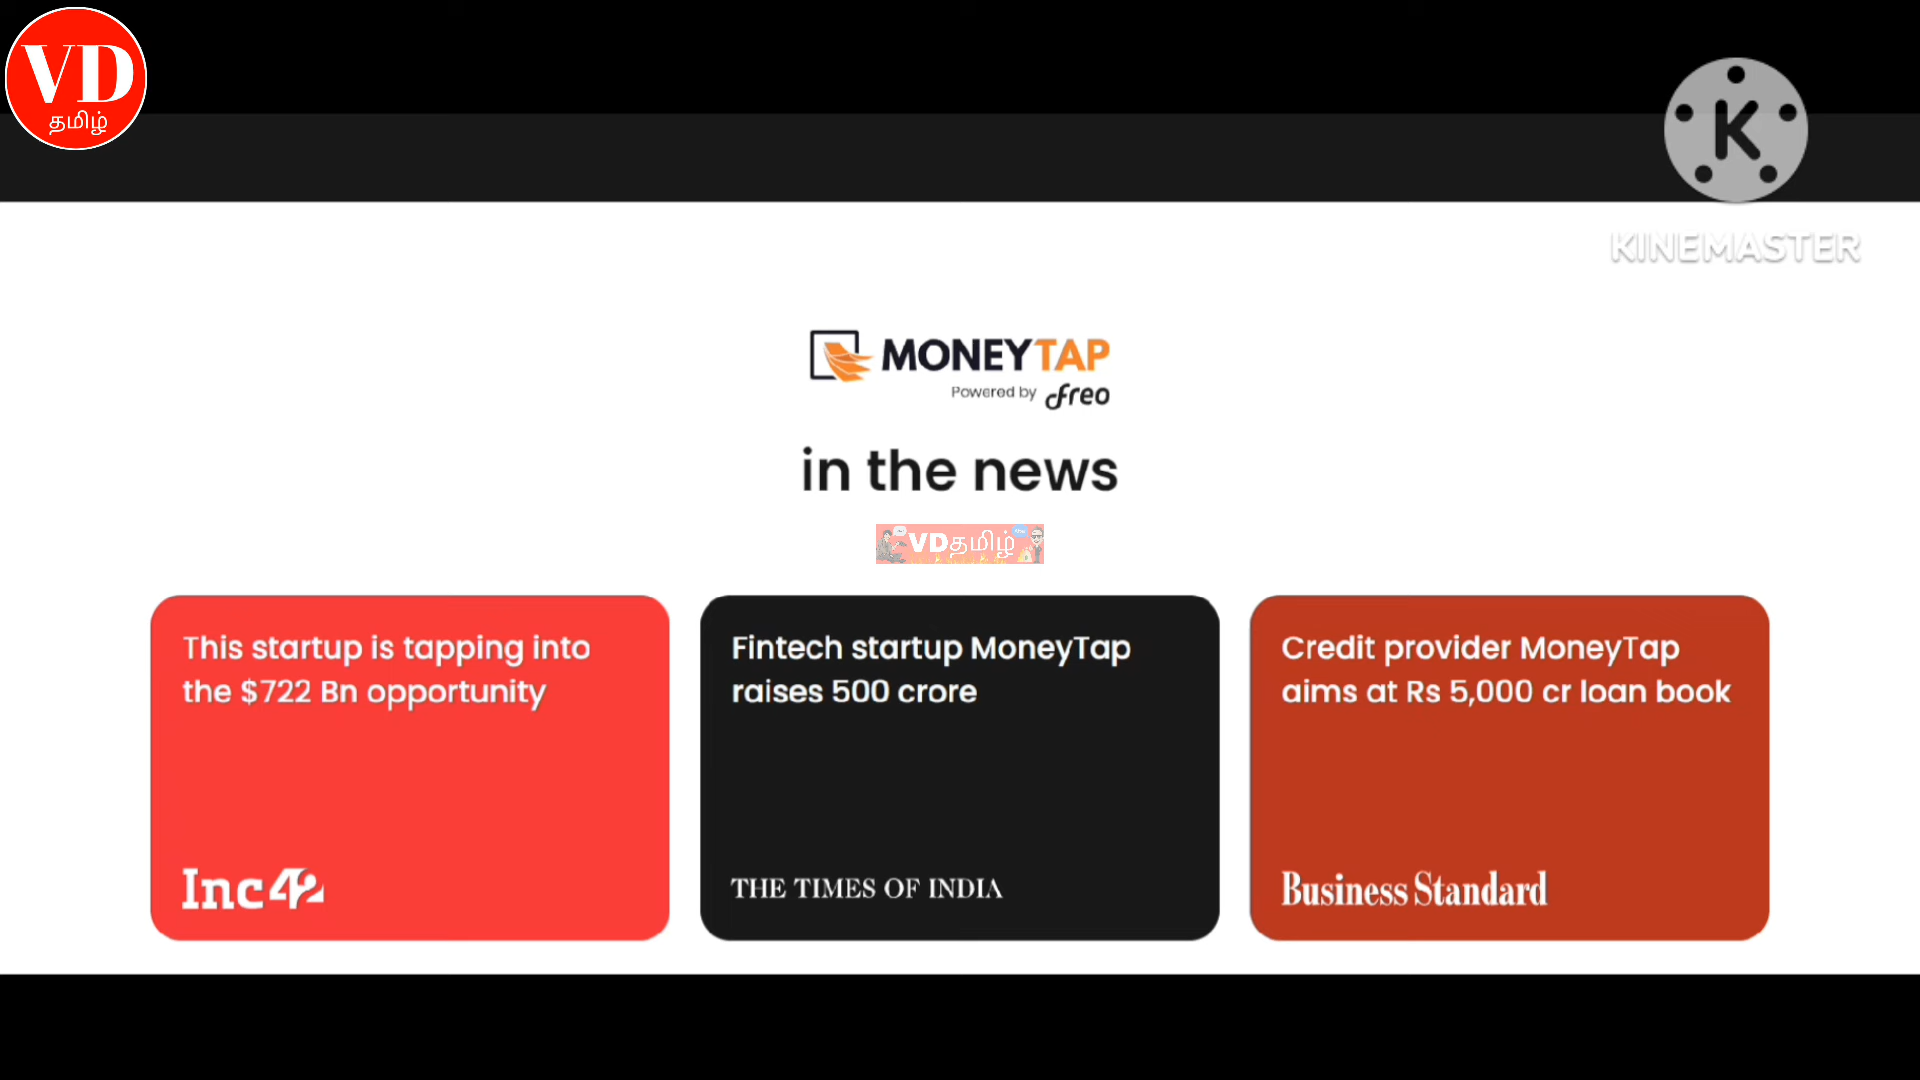 VD
தமிழ்
K
KINEMASTER
MONEYTAP
Powered by freo
in the news
VDதமிழ்
This startup is tapping into
the $722 Bn opportunity
Inc42
Fintech startup MoneyTap
raises 500 crore
THE TIMES OF INDIA
Credit provider MoneyTap
aims at Rs 5,000 cr loan book
Business Standard